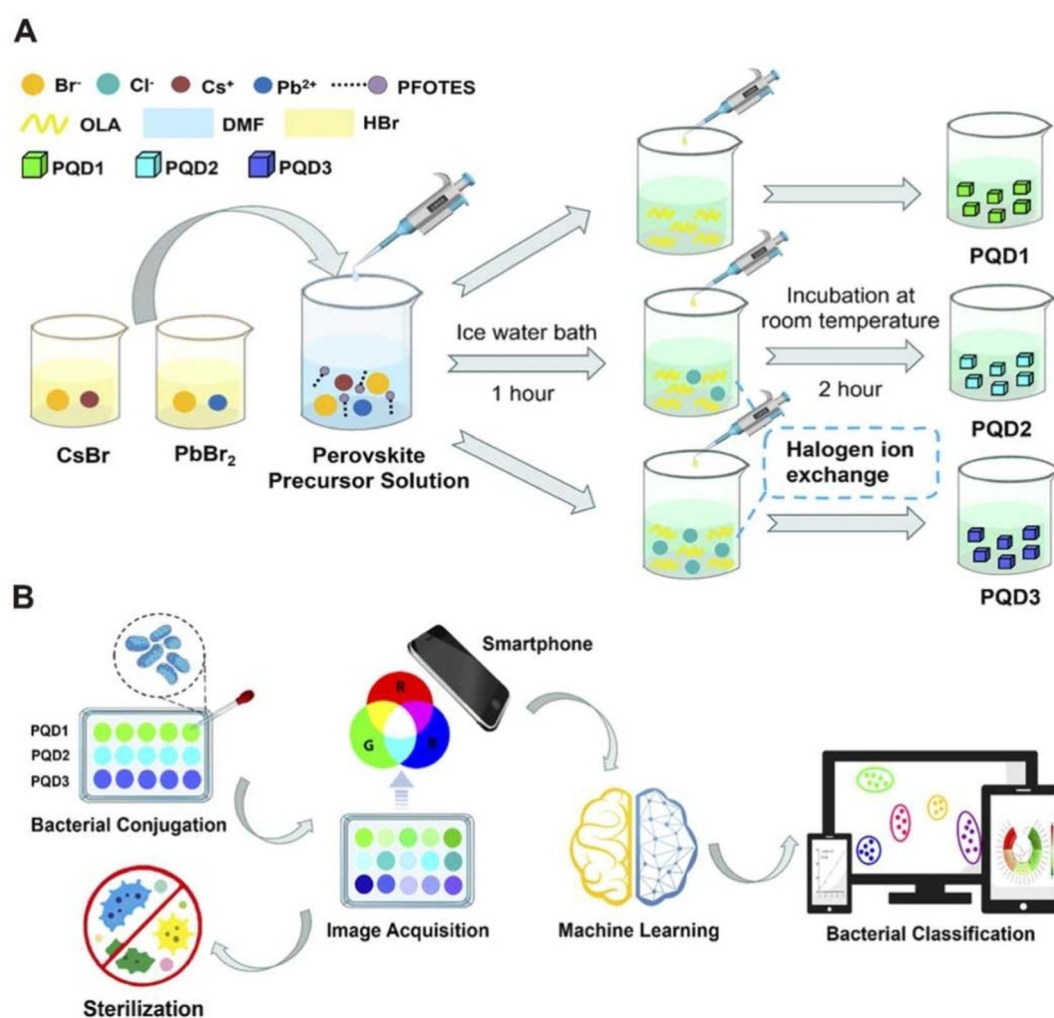 A
Br⁻ Cl⁻ Cs⁺ Pb²⁺ PFOTES
OLA DMF HBr
PQD1 PQD2 PQD3
CsBr
PbBr₂
Perovskite
Precursor Solution
Ice water bath
1 hour
Incubation at
room temperature
2 hour
Halogen ion
exchange
PQD1
PQD2
PQD3
B
PQD1
PQD2
PQD3
Bacterial Conjugation
R
G
B
Smartphone
Image Acquisition
Sterilization
Machine Learning
Bacterial Classification